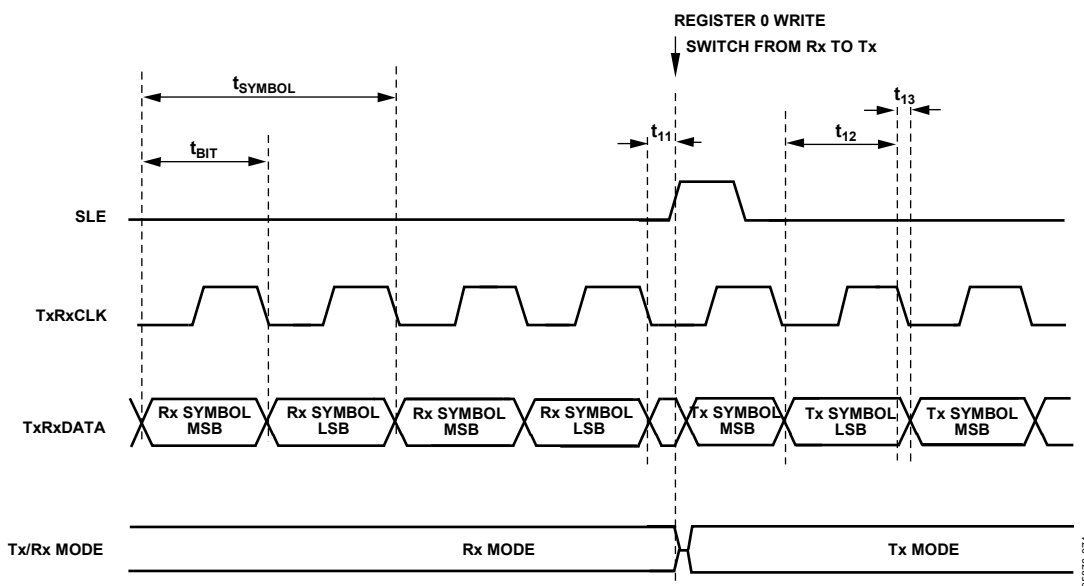 REGISTER 0 WRITE
SWITCH FROM Rx TO Tx
tSYMBOL
t13
t11
t12
tBIT
SLE
TxRxCLK
TxRxDATA
Rx SYMBOL
MSB
Rx SYMBOL
LSB
Rx SYMBOL
MSB
Rx SYMBOL
LSB
Tx SYMBOL
MSB
Tx SYMBOL
LSB
Tx SYMBOL
MSB
Tx/Rx MODE
Rx MODE
Tx MODE